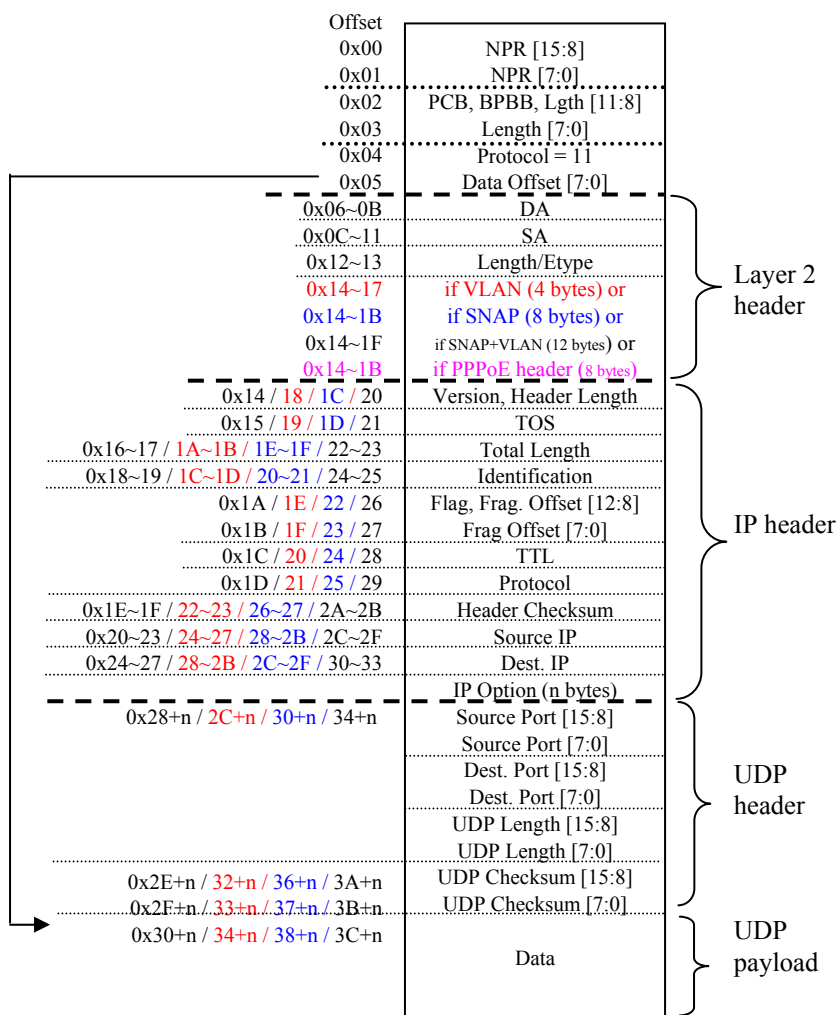 Offset
0x00 NPR [15:8]
0x01 NPR [7:0]
0x02 PCB, BPBB, Lgth [11:8]
0x03 Length [7:0]
0x04 Protocol = 11
0x05 Data Offset [7:0]
0x06~0B DA
0x0C~11 SA
0x12~13 Length/Etype
0x14~17 if VLAN (4 bytes) or
0x14~1B if SNAP (8 bytes) or
0x14~1F if SNAP+VLAN (12 bytes) or
0x14~1B if PPPoE header (8 bytes)
Layer 2
header
0x14 / 18 / 1C / 20 Version, Header Length
0x15 / 19 / 1D / 21 TOS
0x16~17 / 1A~1B / 1E~1F / 22~23 Total Length
0x18~19 / 1C~1D / 20~21 / 24~25 Identification
0x1A / 1E / 22 / 26 Flag, Frag. Offset [12:8]
0x1B / 1F / 23 / 27 Frag Offset [7:0]
0x1C / 20 / 24 / 28 TTL
0x1D / 21 / 25 / 29 Protocol
0x1E~1F / 22~23 / 26~27 / 2A~2B Header Checksum
0x20~23 / 24~27 / 28~2B / 2C~2F Source IP
0x24~27 / 28~2B / 2C~2F / 30~33 Dest. IP
IP Option (n bytes)
IP header
0x28+n / 2C+n / 30+n / 34+n Source Port [15:8]
Source Port [7:0]
Dest. Port [15:8]
Dest. Port [7:0]
UDP Length [15:8]
UDP Length [7:0]
0x2E+n / 32+n / 36+n / 3A+n UDP Checksum [15:8]
0x2F+n / 33+n / 37+n / 3B+n UDP Checksum [7:0]
UDP
header
0x30+n / 34+n / 38+n / 3C+n
Data
UDP
payload